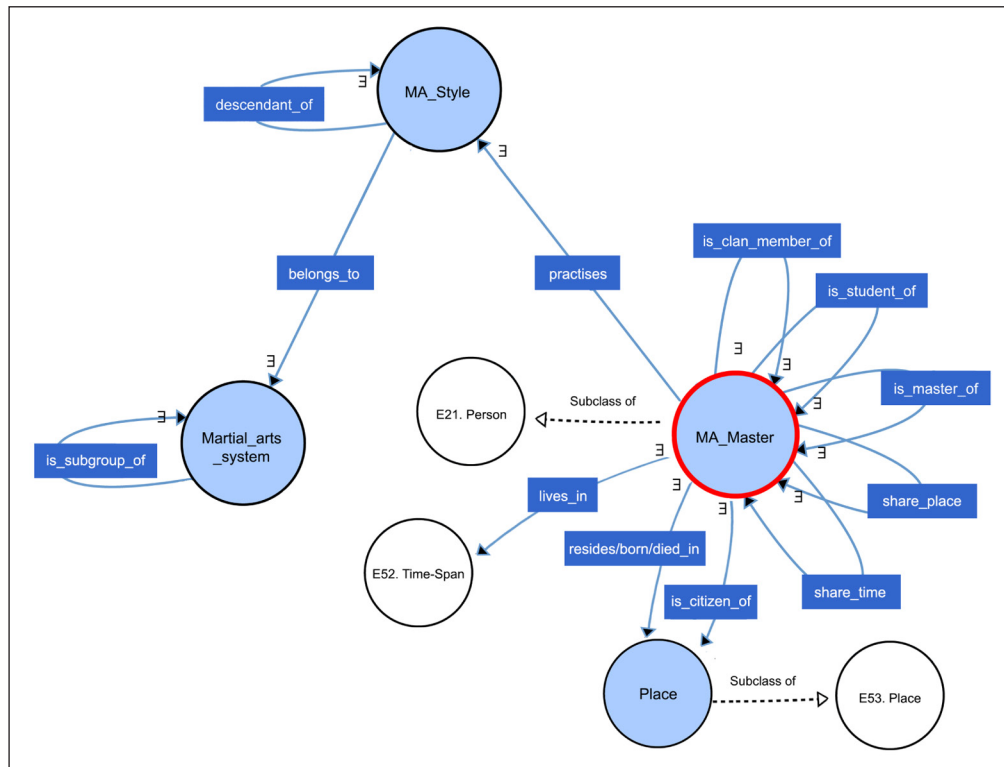 MA_Style
descendant_of
E
E
is_clan_member_of
is_student_of
belongs_to
practises
E
E
E
E
is_master_of
E21. Person
Subclass of
MA_Master
Martial_arts
_system
E
is_subgroup_of
E
E
E
E
E
E
share_place
lives_in
resides/born/died_in
E52. Time-Span
is_citizen_of
share_time
Place
Subclass of
E53. Place